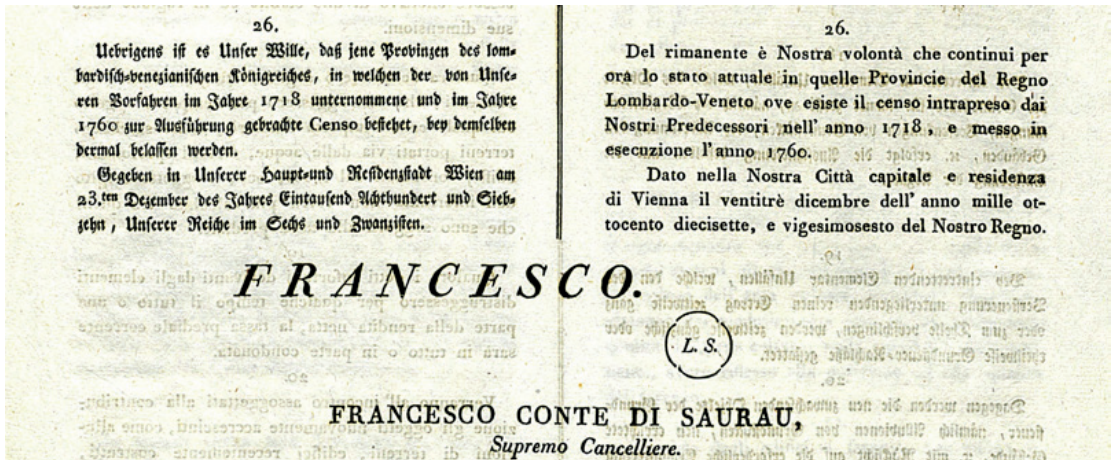 26.
Uebrigens ist es Unser Wille, daß jene Provinzen des lom=
bardisch=venezianischen Königreiches, in welchen der von Unse=
ren Vorfahren im Jahre 1718 unternommene und im Jahre
1760 zur Ausführung gebrachte Censo bestehet, bey demselben
dermal belassen werden.
Gegeben in Unserer Haupt=und Residenzstadt Wien am
23.ten Dezember des Jahres Eintausend Achthundert und Sieb=
zehn, Unserer Reiche im Sechs und Zwanzisten.
26.
Del rimanente è Nostra volontà che continui per
ora lo stato attuale in quelle Provincie del Regno
Lombardo-Veneto ove esiste il censo intrapreso dai
Nostri Predecessori nell' anno 1718, e messo in
esecuzione l'anno 1760.
Dato nella Nostra Città capitale e residenza
di Vienna il ventitrè dicembre dell' anno mille ot-
tocento diecisette, e vigesimosesto del Nostro Regno.
FRANCESCO.
L. S.
FRANCESCO CONTE DI SAURAU,
Supremo Cancelliere.